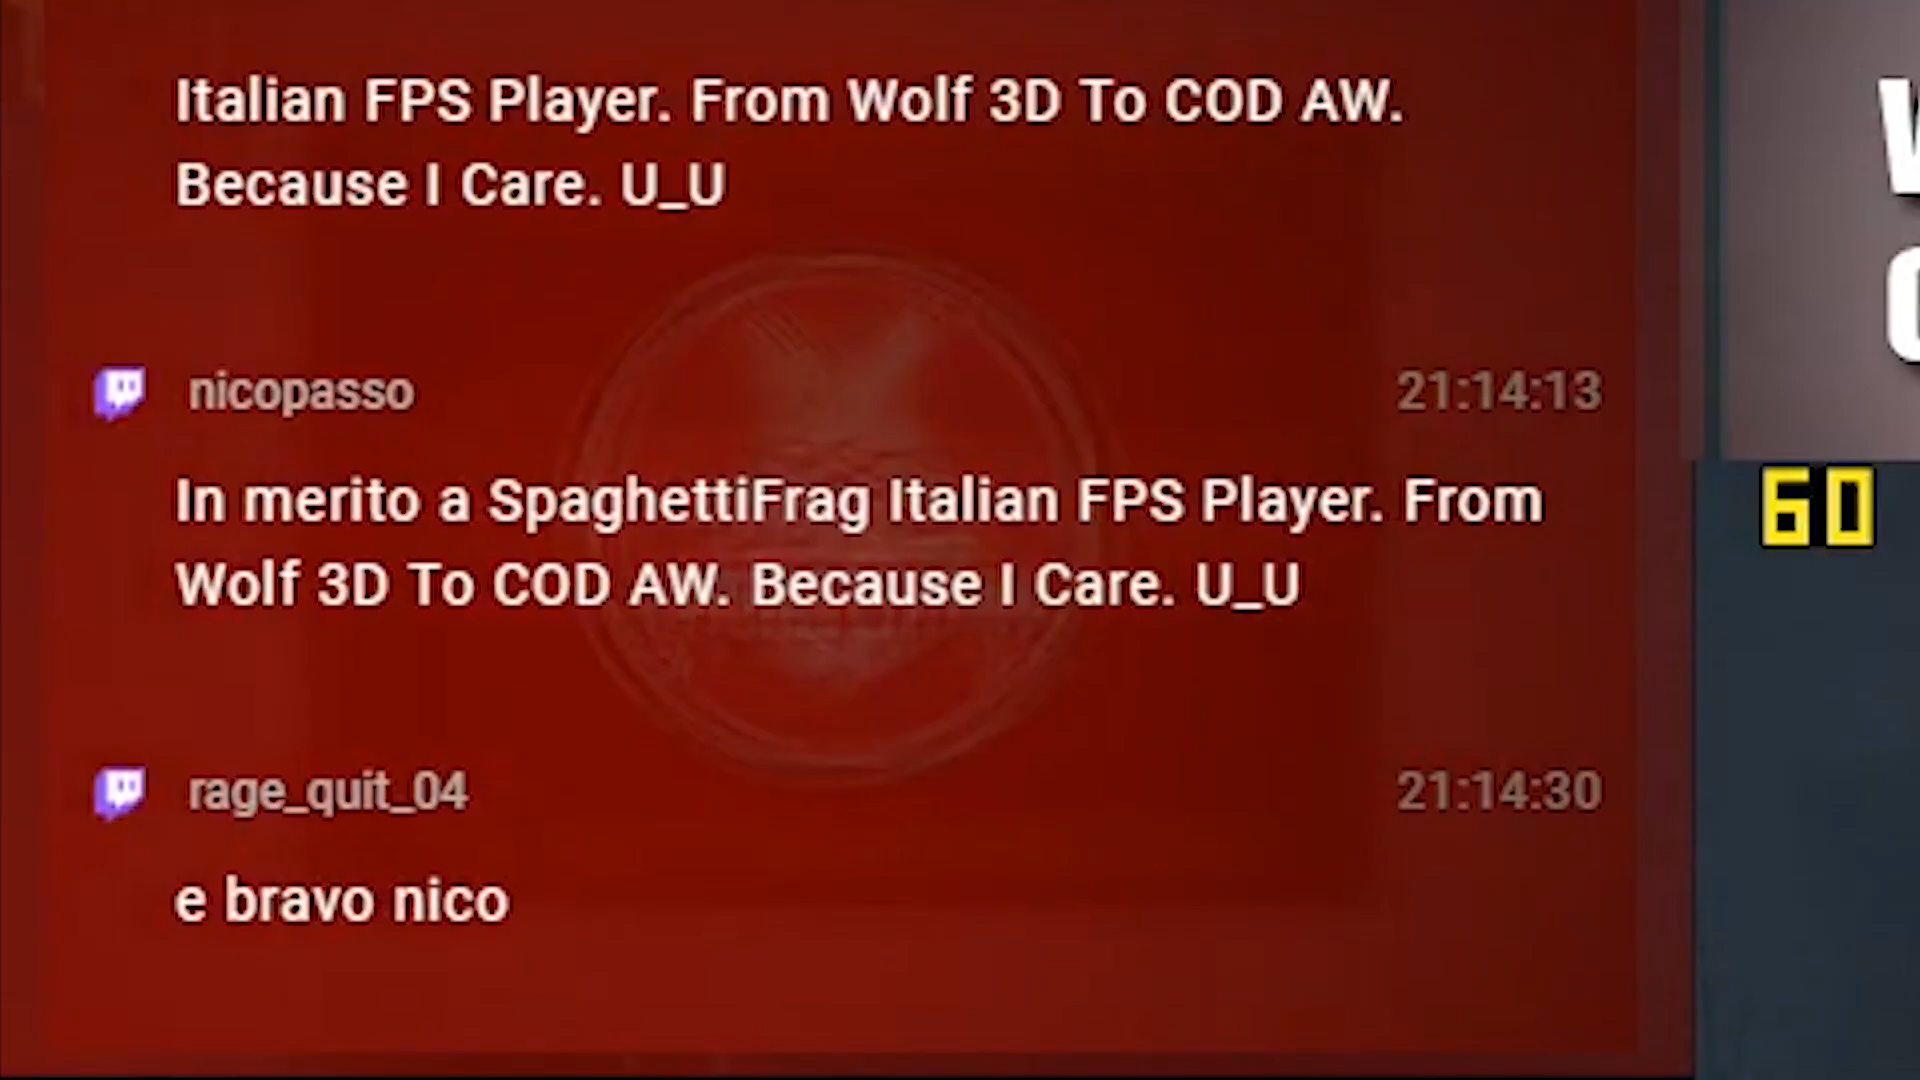 Italian FPS Player. From Wolf 3D To COD AW.
Because I Care. U_U
nicopasso 21:14:13
In merito a SpaghettiFrag Italian FPS Player. From
Wolf 3D To COD AW. Because I Care. U_U
60
rage_quit_04 21:14:30
e bravo nico